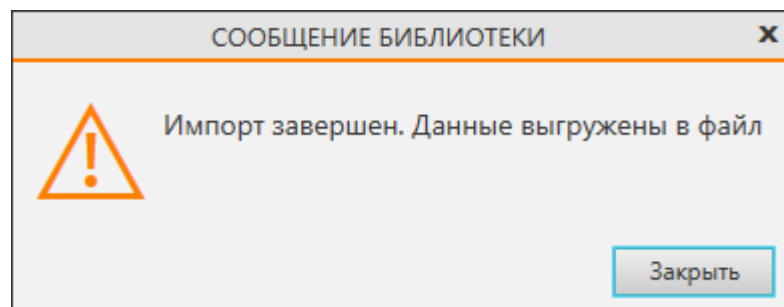 СООБЩЕНИЕ БИБЛИОТЕКИ x
Импорт завершен. Данные выгружены в файл
Закрыть